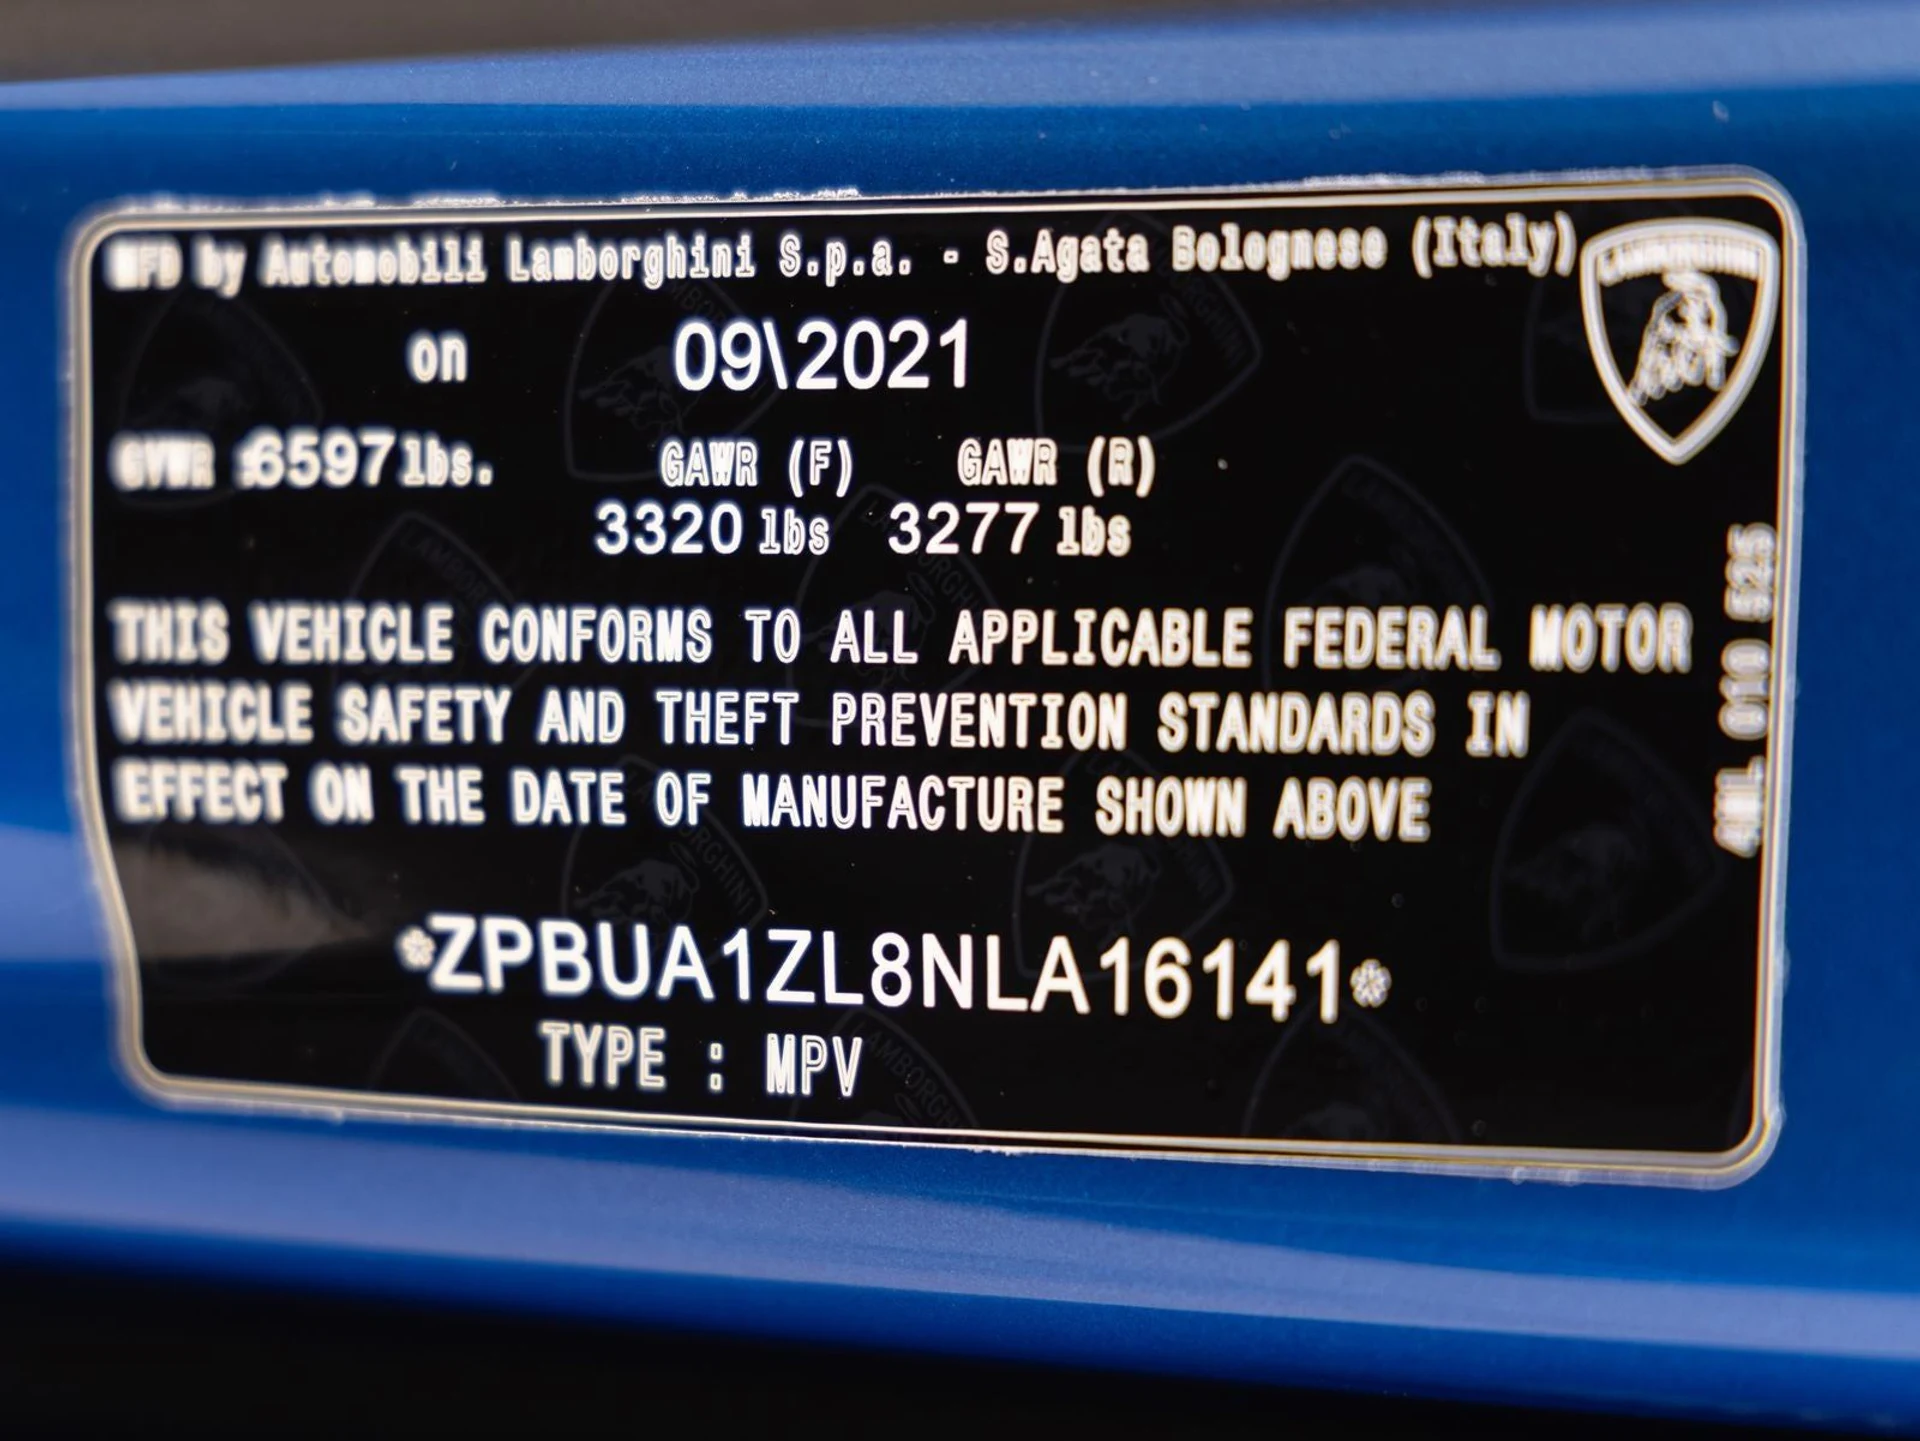 MFD by Automobili Lamborghini S.p.a. - S.Agata Bolognese (Italy)
LAMBORGHINI
on 09\2021
GVWR :6597 lbs. GAWR (F) GAWR (R)
3320 lbs 3277 lbs
THIS VEHICLE CONFORMS TO ALL APPLICABLE FEDERAL MOTOR
VEHICLE SAFETY AND THEFT PREVENTION STANDARDS IN
EFFECT ON THE DATE OF MANUFACTURE SHOWN ABOVE
*ZPBUA1ZL8NLA16141*
TYPE : MPV
4ML 010 525